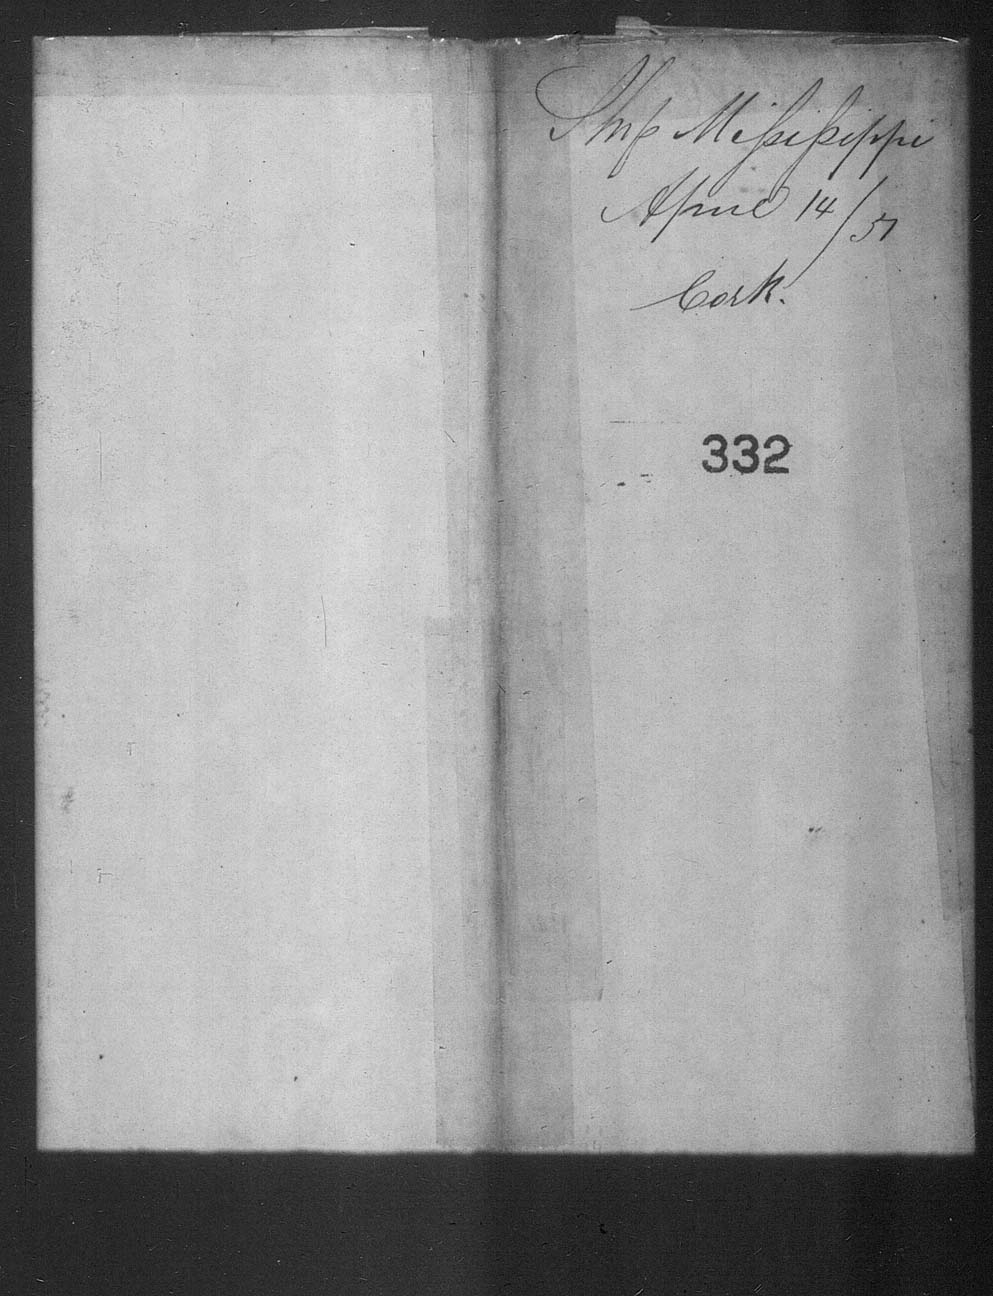 Ship Mississippi
April 14/51
Cork.
332